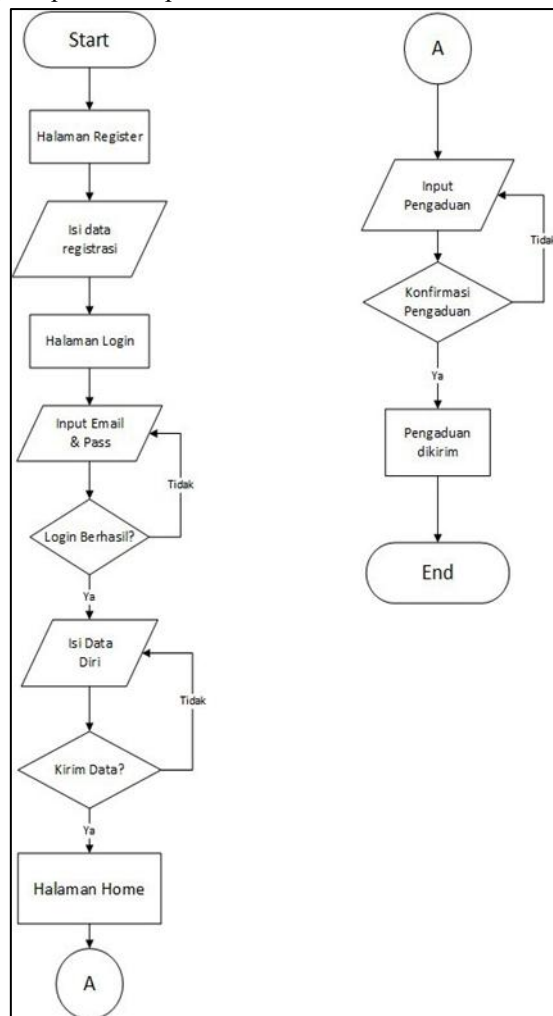 Start
Halaman Register
Isi data
registrasi
Halaman Login
Input Email
& Pass
Tidak
Login Berhasil?
Ya
Isi Data
Diri
Tidak
Kirim Data?
Ya
Halaman Home
A
A
Input
Pengaduan
Tidak
Konfirmasi
Pengaduan
Ya
Pengaduan
dikirim
End